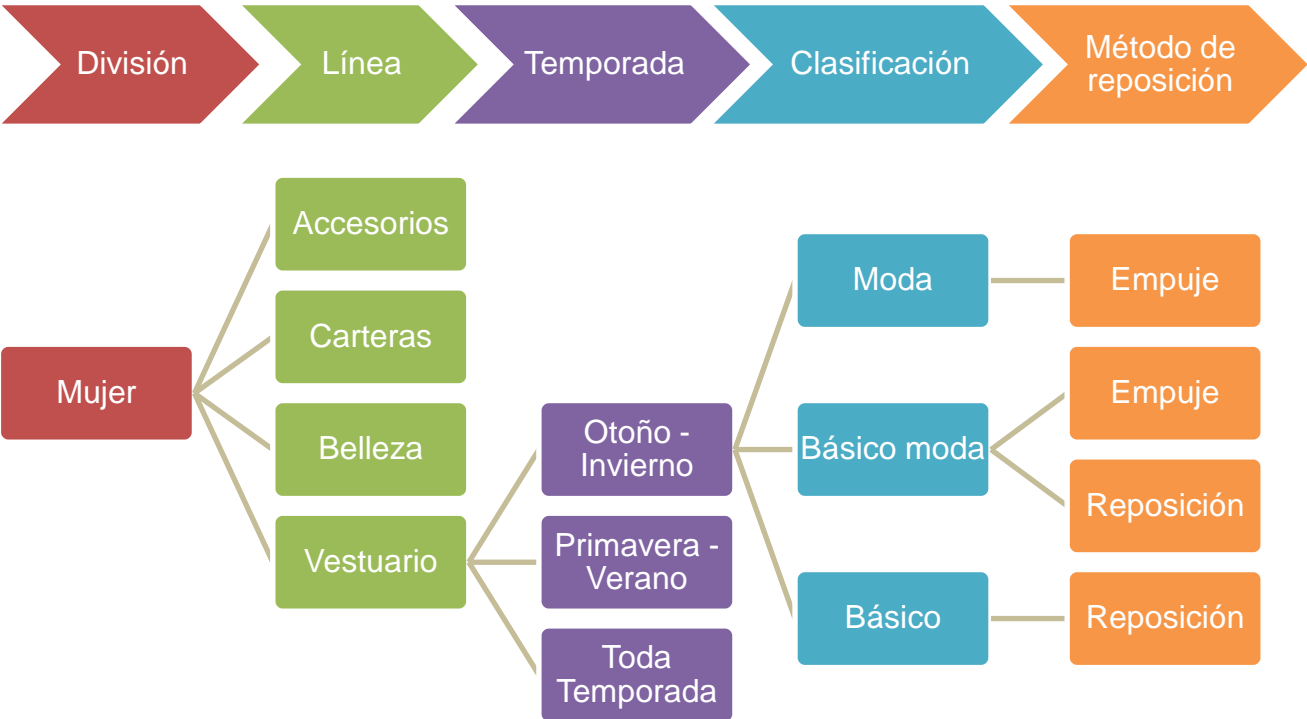 División
Línea
Temporada
Clasificación
Método de
reposición
Mujer
Accesorios
Carteras
Belleza
Vestuario
Otoño -
Invierno
Primavera -
Verano
Toda
Temporada
Moda
Básico moda
Básico
Empuje
Empuje
Reposición
Reposición